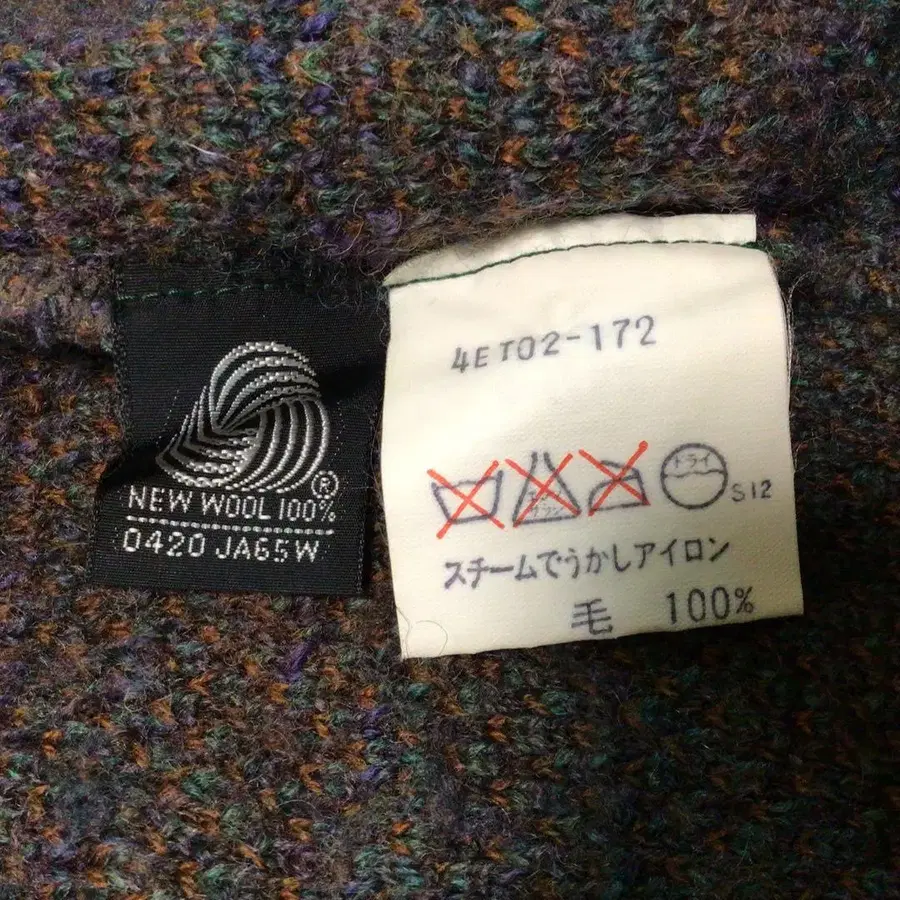 NEW WOOL 100%
0420 JA65W
4ET02-172
ドライ
S12
スチームでうかしアイロン
毛 100%